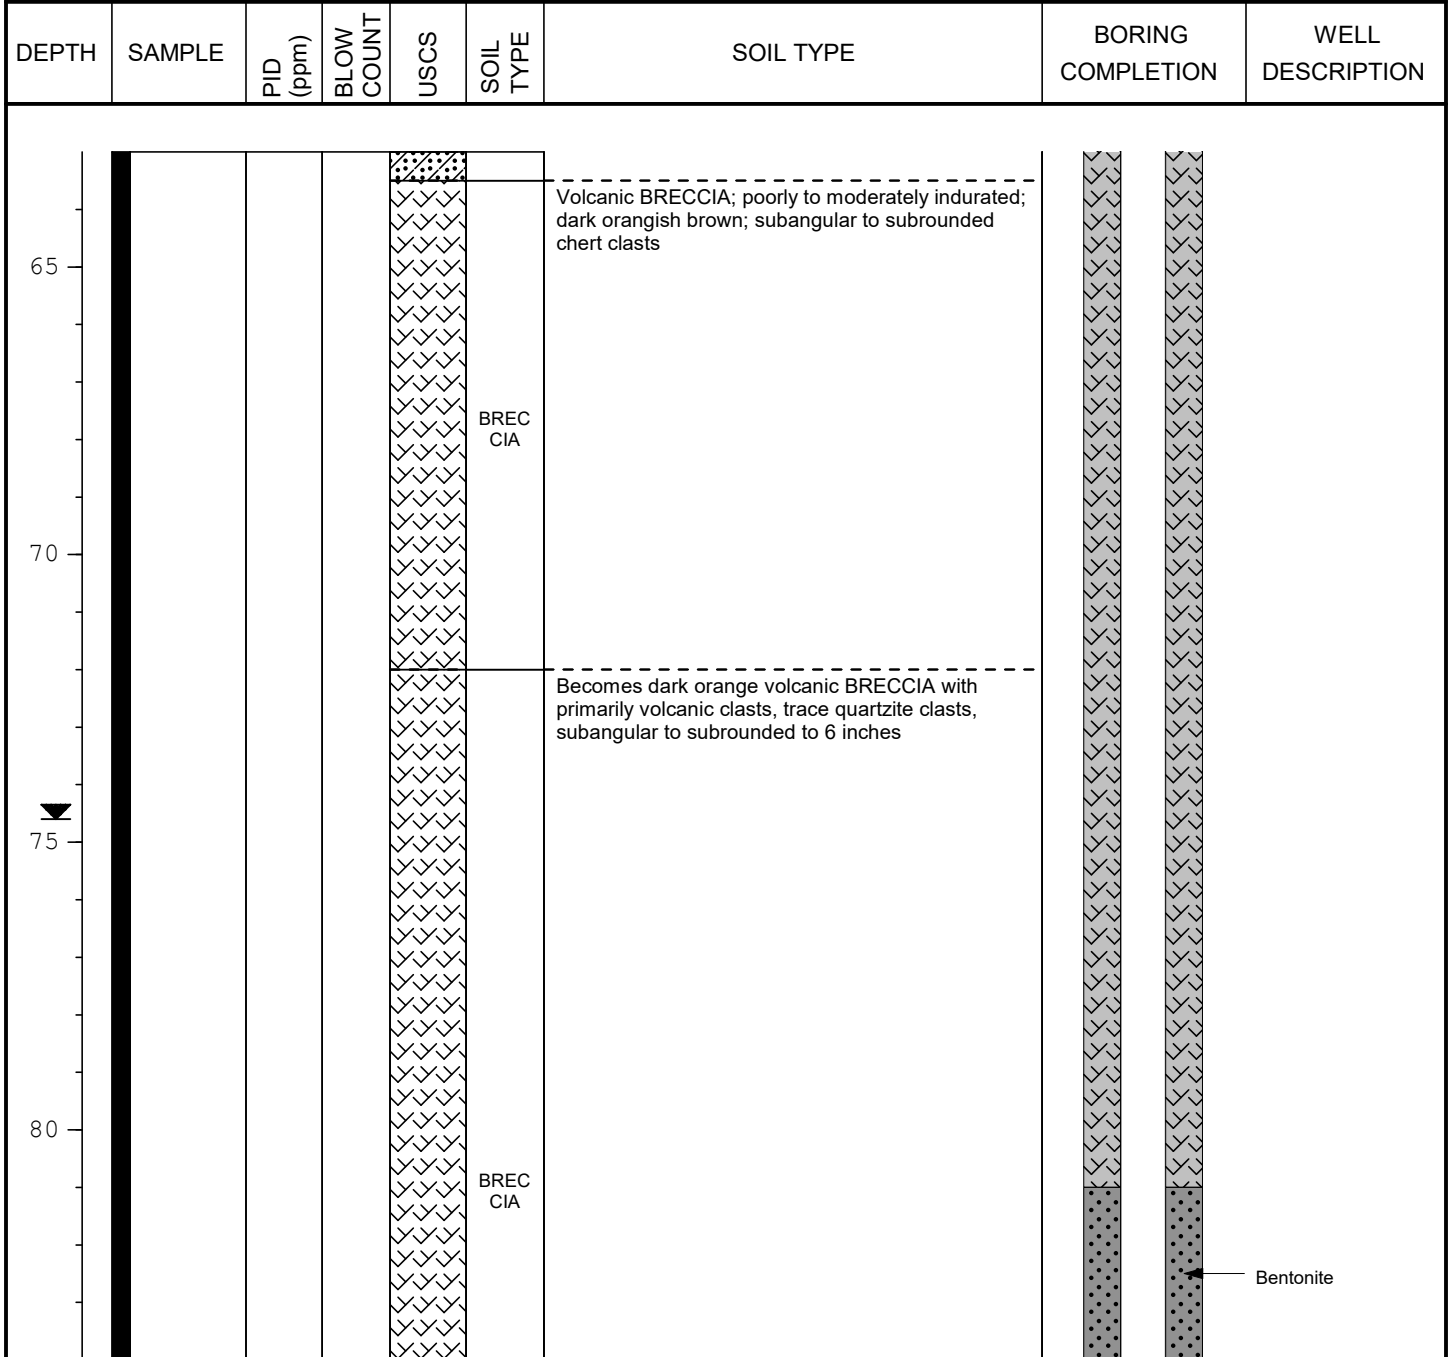 DEPTH
SAMPLE
PID
(ppm)
BLOW
COUNT
USCS
SOIL
TYPE
SOIL TYPE
BORING
COMPLETION
WELL
DESCRIPTION
Volcanic BRECCIA; poorly to moderately indurated;
dark orangish brown; subangular to subrounded
chert clasts
65
BREC
CIA
70
Becomes dark orange volcanic BRECCIA with
primarily volcanic clasts, trace quartzite clasts,
subangular to subrounded to 6 inches
75
80
BREC
CIA
Bentonite